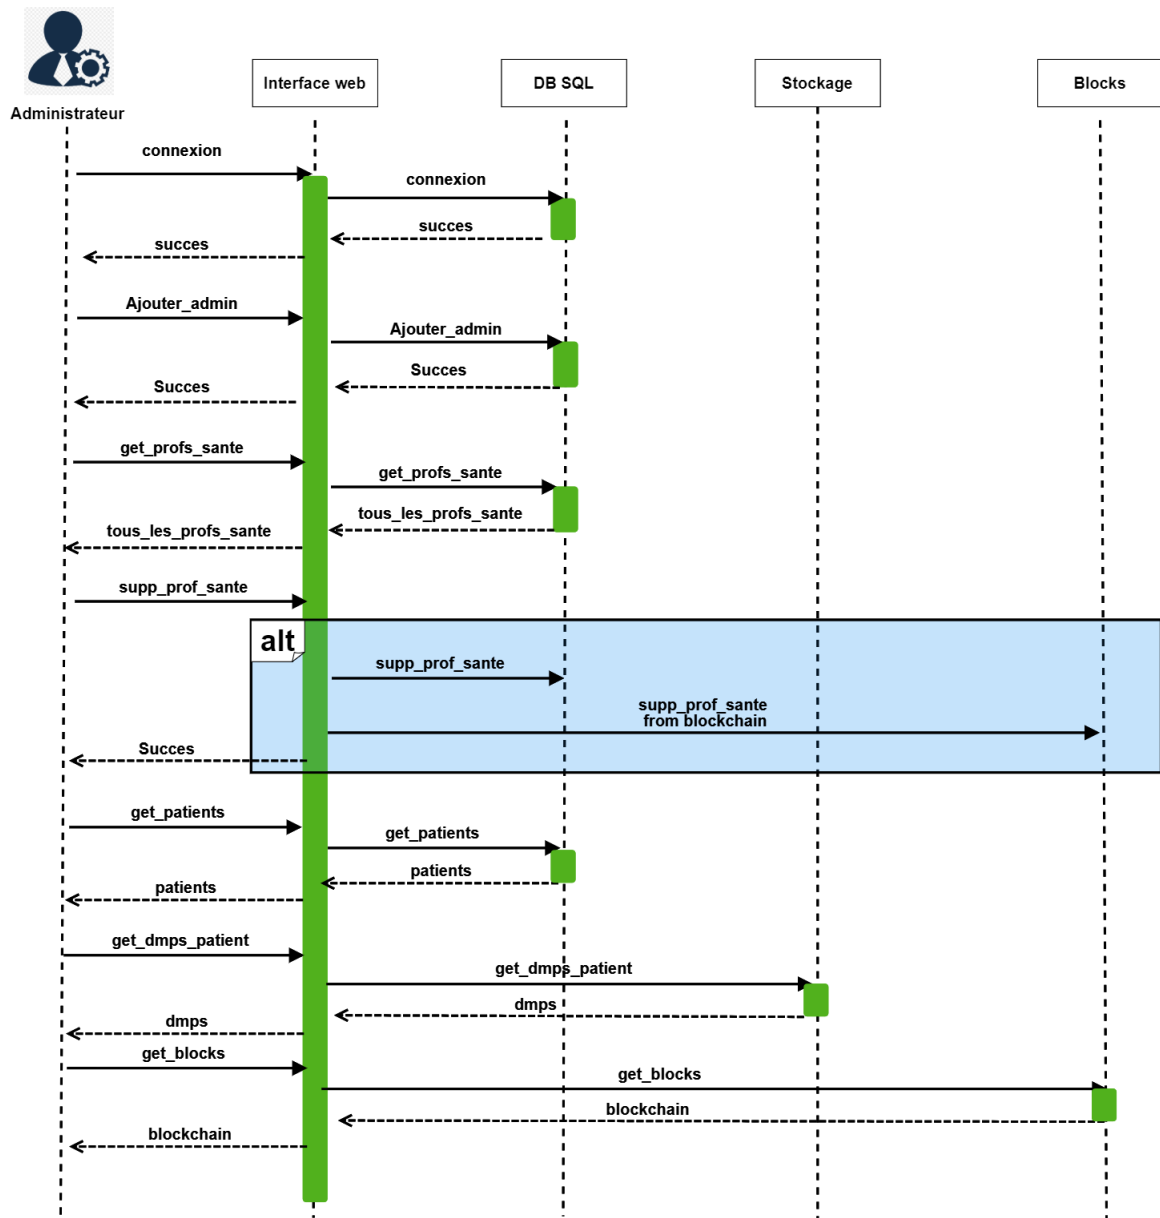 Administrateur
Interface web
DB SQL
Stockage
Blocks
connexion
connexion
succes
succes
Ajouter_admin
Ajouter_admin
Succes
Succes
get_profs_sante
get_profs_sante
tous_les_profs_sante
tous_les_profs_sante
supp_prof_sante
alt
supp_prof_sante
supp_prof_sante
from blockchain
Succes
get_patients
get_patients
patients
patients
get_dmps_patient
get_dmps_patient
dmps
dmps
get_blocks
get_blocks
blockchain
blockchain